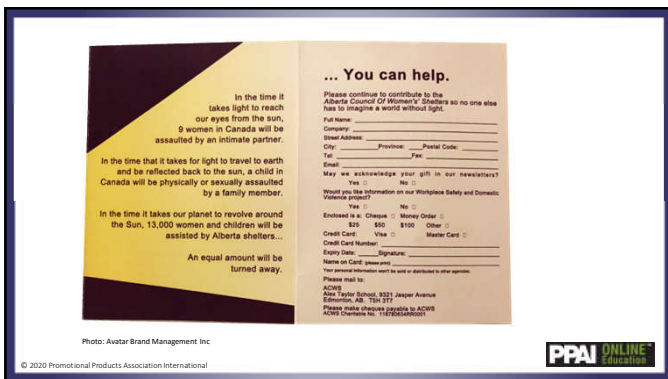 In the time it
takes light to reach
our eyes from the sun,
9 women in Canada will be
assaulted by an intimate partner.
In the time that it takes for light to travel to earth
and be reflected back to the sun, a child in
Canada will be physically or sexually assaulted
by a family member.
In the time it takes our planet to revolve around
the Sun, 13,000 women and children will be
assisted by Alberta shelters...
An equal amount will be
turned away.
... You can help.
Please continue to contribute to the
Alberta Council Of Women's' Shelters so no one else
has to imagine a world without light.
Full Name:
Company:
Street Address:
City: Province: Postal Code:
Tel: Fax:
Email:
May we acknowledge your gift in our newsletters?
Yes □ No □
Would you like information on our Workplace Safety and Domestic
Violence project?
Yes □ No □
Enclosed is a: Cheque □ Money Order □
$25 $50 $100 Other □
Credit Card: Visa □ Master Card □
Credit Card Number:
Expiry Date: Signature:
Name on Card: (please print)
Your personal information won't be sold or distributed to other agencies.
Please mail to:
ACWS
Alex Taylor School, 9321 Jasper Avenue
Edmonton, AB. T5H 3T7
Please make cheques payable to ACWS
ACWS Charitable No. 118780634RR0001
Photo: Avatar Brand Management Inc
© 2020 Promotional Products Association International
PPAI ONLINE
Education